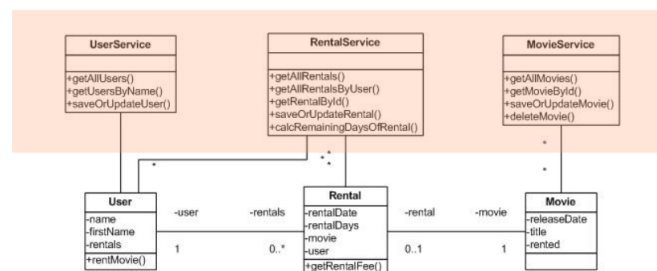 UserService
+getAllUsers()
+getUsersByName()
+saveOrUpdateUser()
RentalService
+getAllRentals()
+getAllRentalsByUser()
+getRentalById()
+saveOrUpdateRental()
+calcRemainingDaysOfRental()
MovieService
+getAllMovies()
+getMovieById()
+saveOrUpdateMovie()
+deleteMovie()
*
*
*
*
*
User
-name
-firstName
-rentals
+rentMovie()
-user
-rentals
1
0..*
Rental
-rentalDate
-rentalDays
-movie
-user
+getRentalFee()
-rental
-movie
0..1
1
Movie
-releaseDate
-title
-rented